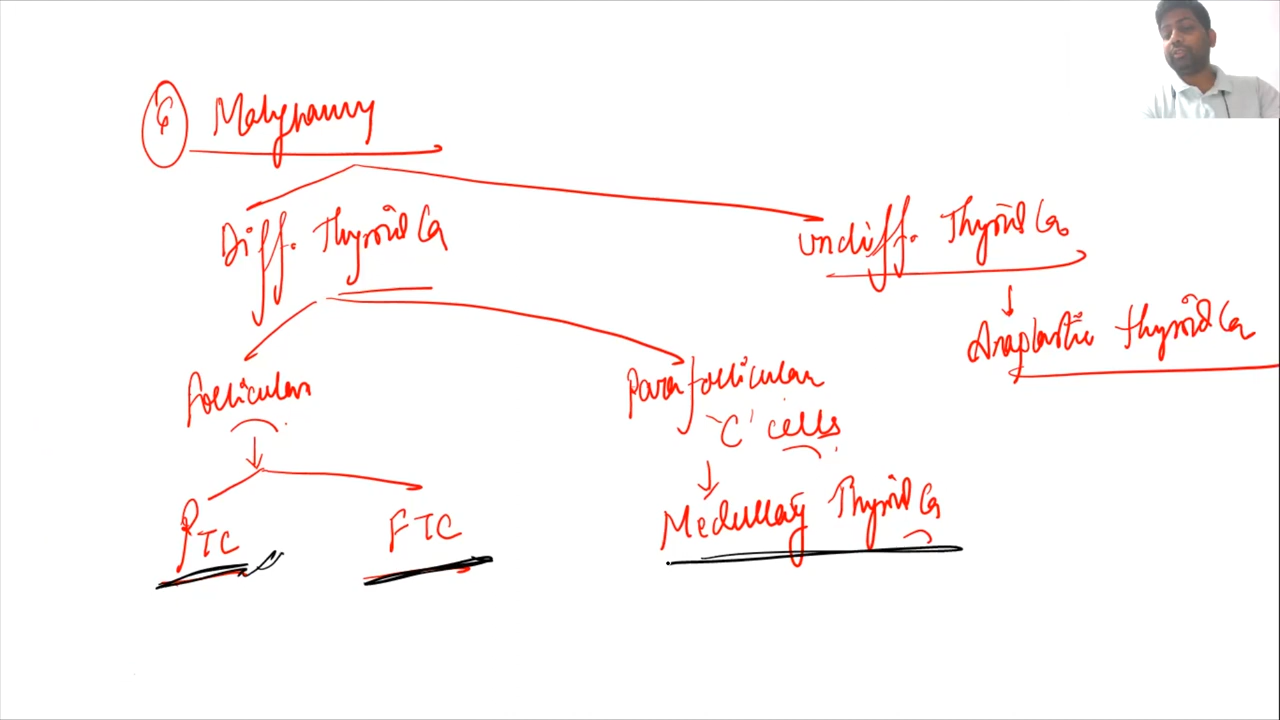 6 Malignancy
Diff. Thyroid Ca
undiff. Thyroid Ca
Anaplastic thyroid Ca
follicular
Parafollicular
'C' cells
PTC
FTC
Medullary Thyroid Ca